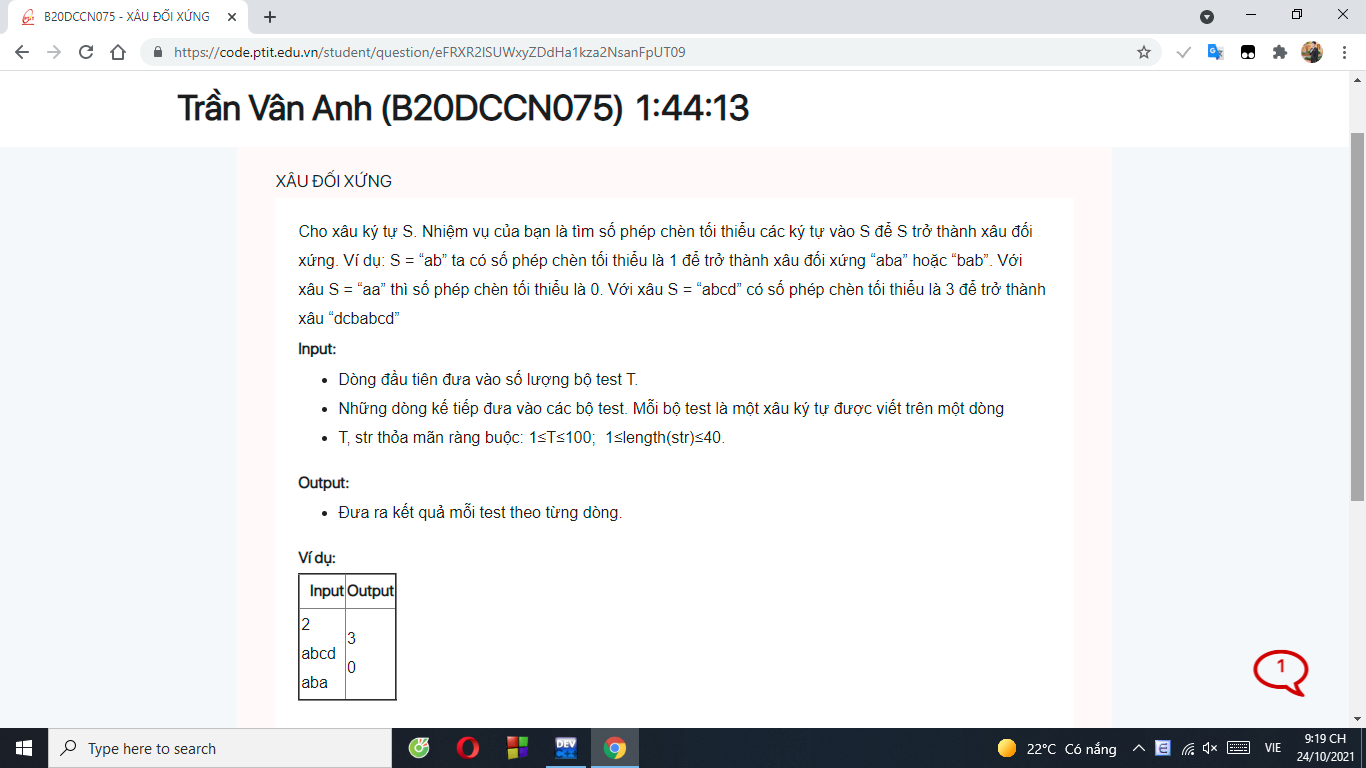 B20DCCN075 - XÂU ĐỐI XỨNG
https://code.ptit.edu.vn/student/question/eFRXR2lSUWxyZDdHa1kza2NsanFpUT09
Trần Vân Anh (B20DCCN075) 1:44:13
XÂU ĐỐI XỨNG
Cho xâu ký tự S. Nhiệm vụ của bạn là tìm số phép chèn tối thiểu các ký tự vào S để S trở thành xâu đối
xứng. Ví dụ: S = “ab” ta có số phép chèn tối thiểu là 1 để trở thành xâu đối xứng “aba” hoặc “bab”. Với
xâu S = “aa” thì số phép chèn tối thiểu là 0. Với xâu S = “abcd” có số phép chèn tối thiểu là 3 để trở thành
xâu “dcbabcd”
Input:
• Dòng đầu tiên đưa vào số lượng bộ test T.
• Những dòng kế tiếp đưa vào các bộ test. Mỗi bộ test là một xâu ký tự được viết trên một dòng
• T, str thỏa mãn ràng buộc: 1≤T≤100; 1≤length(str)≤40.
Output:
• Đưa ra kết quả mỗi test theo từng dòng.
Ví dụ:
Input Output
2
abcd
aba
3
0
1
Type here to search
DEV
22°C Có nắng
VIE
9:19 CH
24/10/2021